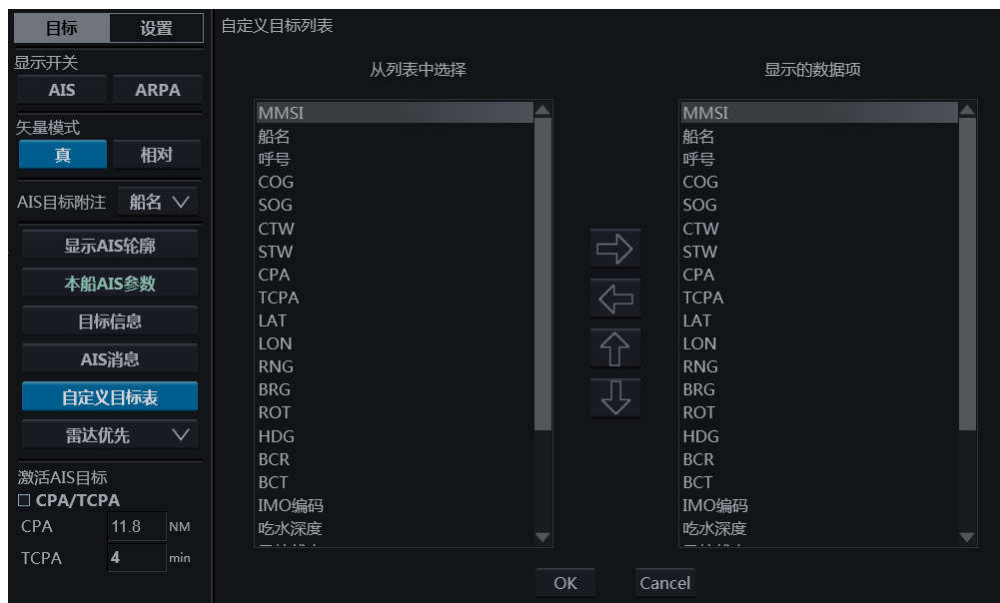 目标 设置
显示开关
AIS ARPA
矢量模式
真 相对
AIS目标附注 船名
显示AIS轮廓
本船AIS参数
目标信息
AIS消息
自定义目标表
雷达优先
激活AIS目标
CPA/TCPA
CPA 11.8 NM
TCPA 4 min
自定义目标列表
从列表中选择
MMSI
船名
呼号
COG
SOG
CTW
STW
CPA
TCPA
LAT
LON
RNG
BRG
ROT
HDG
BCR
BCT
IMO编码
吃水深度
显示的数据项
MMSI
船名
呼号
COG
SOG
CTW
STW
CPA
TCPA
LAT
LON
RNG
BRG
ROT
HDG
BCR
BCT
IMO编码
吃水深度
OK Cancel